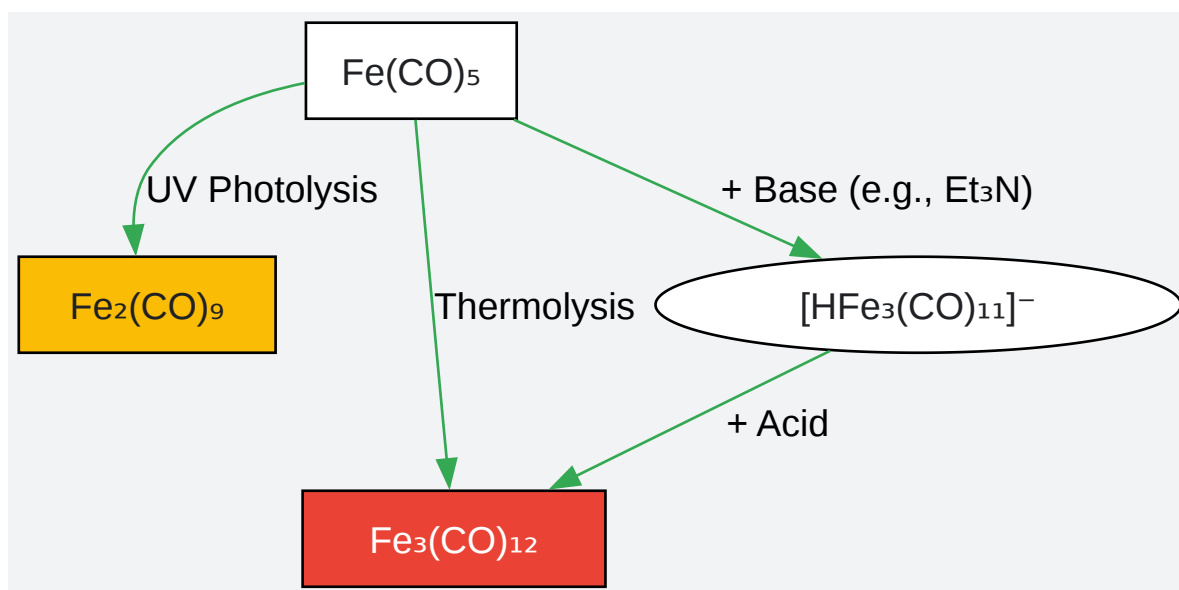 Fe(CO)₅
UV Photolysis
+ Base (e.g., Et₃N)
Fe₂(CO)₉
Thermolysis
[HFe₃(CO)₁₁]⁻
+ Acid
Fe₃(CO)₁₂